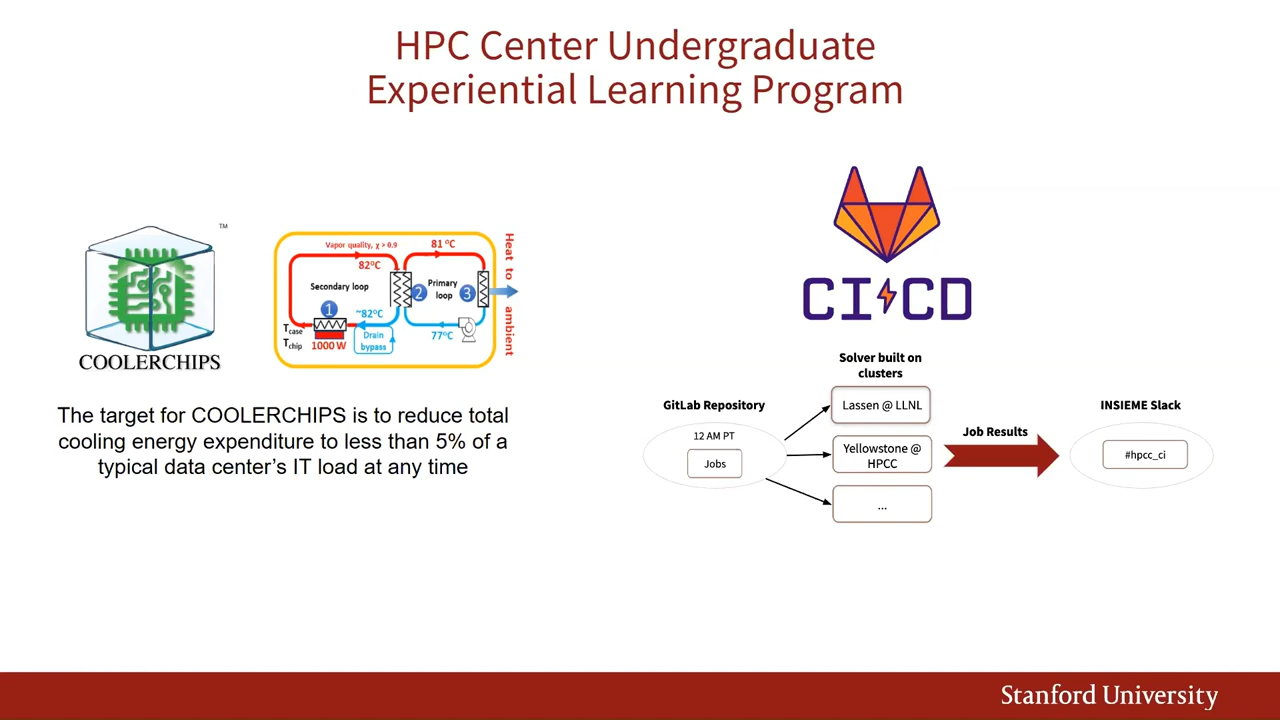 HPC Center Undergraduate
Experiential Learning Program
TM
COOLERCHIPS
Vapor quality, χ > 0.9
82ºC
81 ºC
Secondary loop
Primary
loop
1
2
3
~82ºC
77ºC
Tcase
Tchip
1000 W
Drain
bypass
Heat to ambient
The target for COOLERCHIPS is to reduce total
cooling energy expenditure to less than 5% of a
typical data center’s IT load at any time
CI CD
Solver built on
clusters
GitLab Repository
12 AM PT
Jobs
Lassen @ LLNL
Yellowstone @
HPCC
...
Job Results
INSIEME Slack
#hpcc_ci
Stanford University